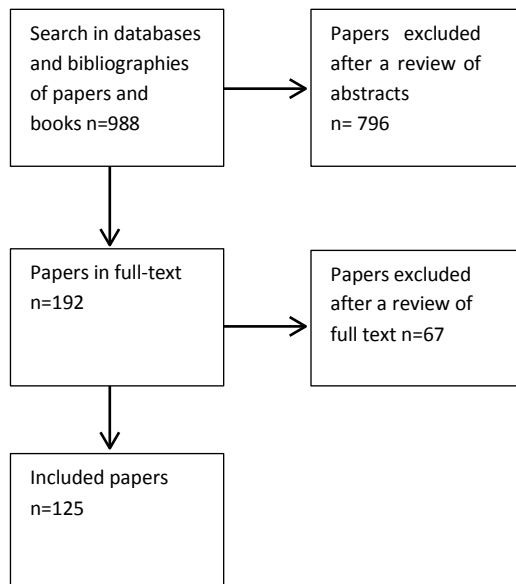 Search in databases
and bibliographies
of papers and
books n=988
Papers excluded
after a review of
abstracts
n= 796
Papers in full-text
n=192
Papers excluded
after a review of
full text n=67
Included papers
n=125